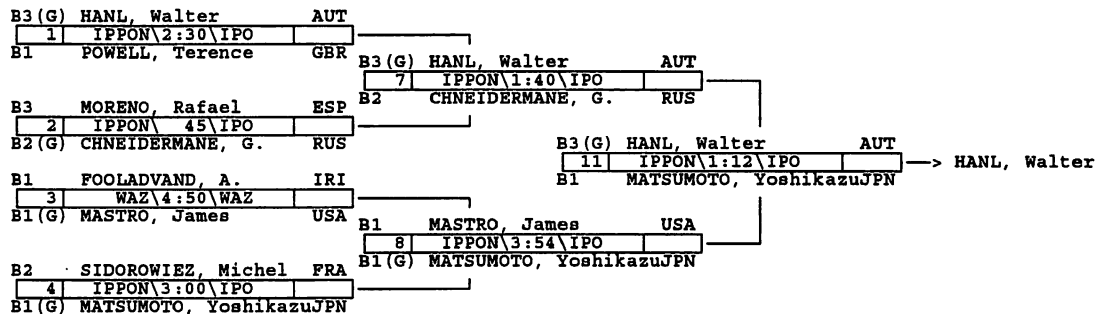 B3(G) HANL, Walter AUT
1 IPPON\2:30\IPO
B1 POWELL, Terence GBR
B3(G) HANL, Walter AUT
7 IPPON\1:40\IPO
B2 CHNEIDERMANE, G. RUS
B3 MORENO, Rafael ESP
2 IPPON\ 45\IPO
B2(G) CHNEIDERMANE, G. RUS
B3(G) HANL, Walter AUT
11 IPPON\1:12\IPO
B1 MATSUMOTO, YoshikazuJPN
—> HANL, Walter
B1 FOOLADVAND, A. IRI
3 WAZ\4:50\WAZ
B1(G) MASTRO, James USA
B1 MASTRO, James USA
8 IPPON\3:54\IPO
B1(G) MATSUMOTO, YoshikazuJPN
B2 SIDOROWIEZ, Michel FRA
4 IPPON\3:00\IPO
B1(G) MATSUMOTO, YoshikazuJPN